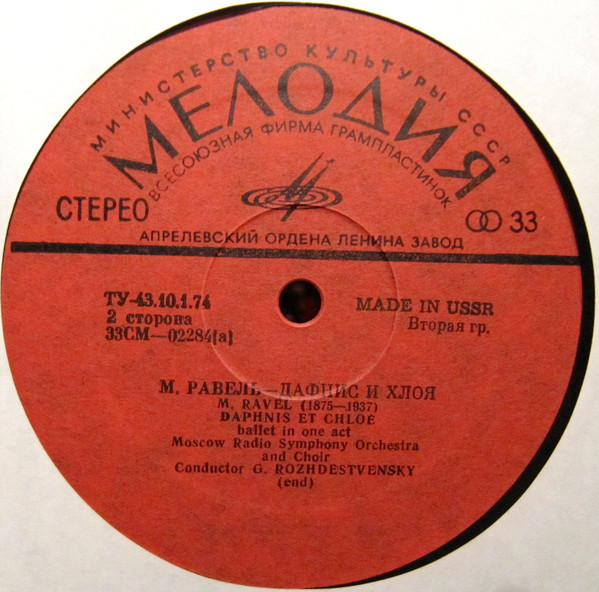 МИНИСТЕРСТВО КУЛЬТУРЫ СССР
МЕЛОДИЯ
ВСЕСОЮЗНАЯ ФИРМА ГРАМПЛАСТИНОК
СТЕРЕО
33
АПРЕЛЕВСКИЙ ОРДЕНА ЛЕНИНА ЗАВОД
ТУ-43.10.1.74
MADE IN USSR
2 сторона
Вторая гр.
33СМ—02284(а)
М. РАВЕЛЬ—ДАФНИС И ХЛОЯ
M. RAVEL (1875—1937)
DAPHNIS ET CHLOE
ballet in one act
Moscow Radio Symphony Orchestra
and Choir
Conductor G. ROZHDESTVENSKY
(end)